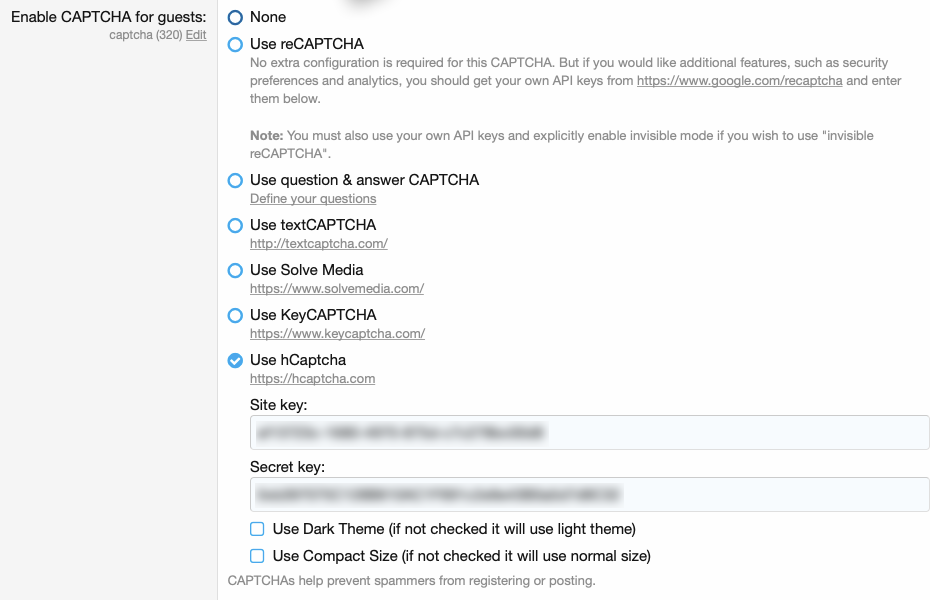 Enable CAPTCHA for guests:
captcha (320) Edit
None
Use reCAPTCHA
No extra configuration is required for this CAPTCHA. But if you would like additional features, such as security
preferences and analytics, you should get your own API keys from https://www.google.com/recaptcha and enter
them below.
Note: You must also use your own API keys and explicitly enable invisible mode if you wish to use "invisible
reCAPTCHA".
Use question & answer CAPTCHA
Define your questions
Use textCAPTCHA
http://textcaptcha.com/
Use Solve Media
https://www.solvemedia.com/
Use KeyCAPTCHA
https://www.keycaptcha.com/
Use hCaptcha
https://hcaptcha.com
Site key:
Secret key:
Use Dark Theme (if not checked it will use light theme)
Use Compact Size (if not checked it will use normal size)
CAPTCHAs help prevent spammers from registering or posting.